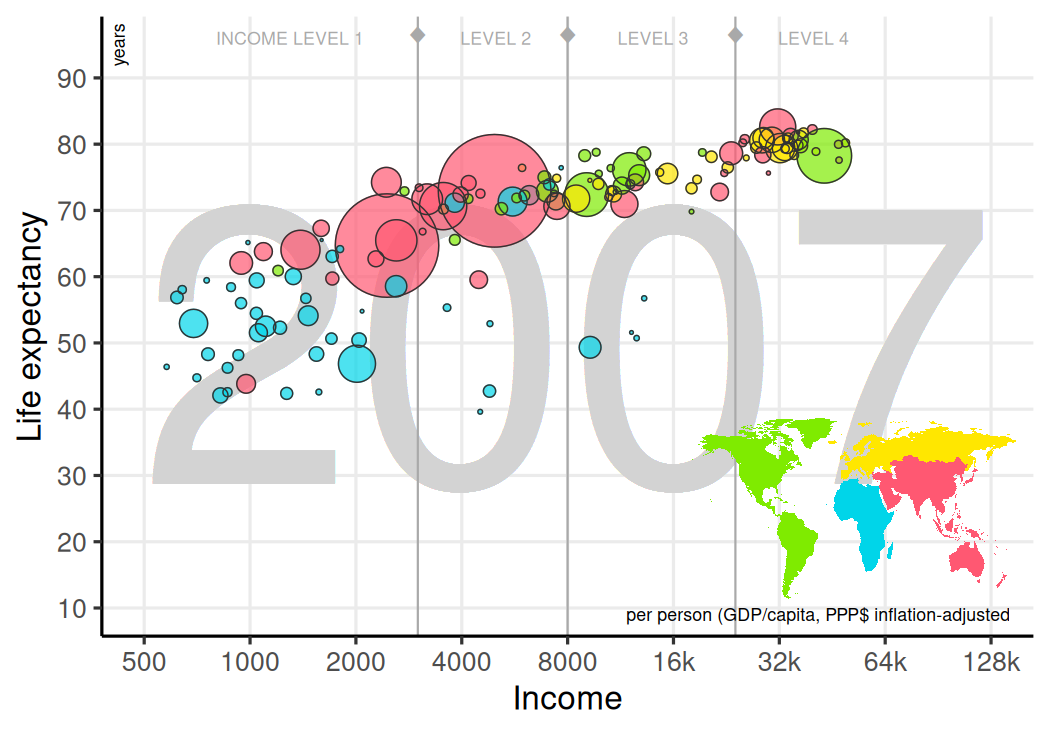 years
INCOME LEVEL 1 LEVEL 2 LEVEL 3 LEVEL 4
90
80
70
60
50
40
30
20
10
Life expectancy
2007
per person (GDP/capita, PPP$ inflation-adjusted
500 1000 2000 4000 8000 16k 32k 64k 128k
Income